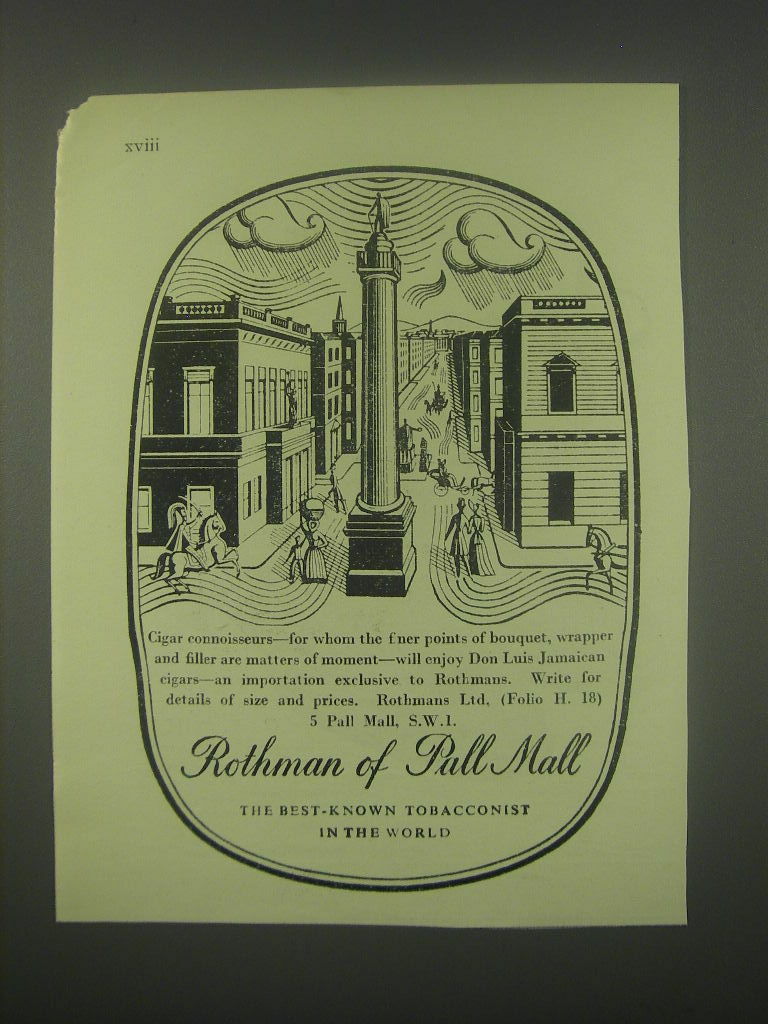 xviii
Cigar connoisseurs—for whom the f ner points of bouquet, wrapper
and filler are matters of moment—will enjoy Don Luis Jamaican
cigars—an importation exclusive to Rothmans. Write for
details of size and prices. Rothmans Ltd, (Folio H. 18)
5 Pall Mall, S.W.1.
Rothman of Pall Mall
THE BEST-KNOWN TOBACCONIST
IN THE WORLD